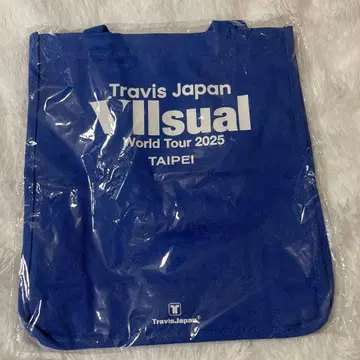 Travis Japan
VIIsual
World Tour 2025
TAIPEI
TravisJapan